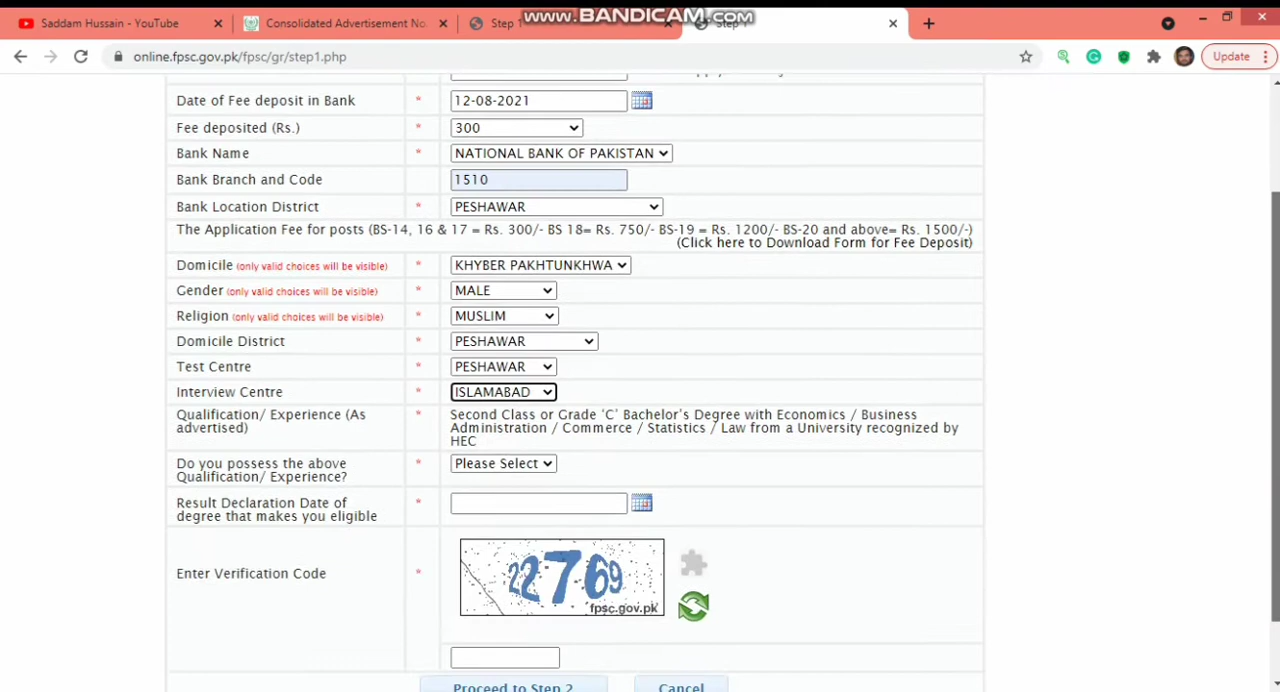 Saddam Hussain - YouTube
Consolidated Advertisement No.
Step 1
WWW.BANDICAM.COM
online.fpsc.gov.pk/fpsc/gr/step1.php
Update
Date of Fee deposit in Bank * 12-08-2021
Fee deposited (Rs.) * 300
Bank Name * NATIONAL BANK OF PAKISTAN
Bank Branch and Code 1510
Bank Location District * PESHAWAR
The Application Fee for posts (BS-14, 16 & 17 = Rs. 300/- BS 18= Rs. 750/- BS-19 = Rs. 1200/- BS-20 and above= Rs. 1500/-)
(Click here to Download Form for Fee Deposit)
Domicile (only valid choices will be visible) * KHYBER PAKHTUNKHWA
Gender (only valid choices will be visible) * MALE
Religion (only valid choices will be visible) * MUSLIM
Domicile District * PESHAWAR
Test Centre * PESHAWAR
Interview Centre * ISLAMABAD
Qualification/ Experience (As
advertised) *
Second Class or Grade 'C' Bachelor's Degree with Economics / Business
Administration / Commerce / Statistics / Law from a University recognized by
HEC
Do you possess the above
Qualification/ Experience? *
Please Select
Result Declaration Date of
degree that makes you eligible *
Enter Verification Code *
22769
fpsc.gov.pk
Proceed to Step 2
Cancel